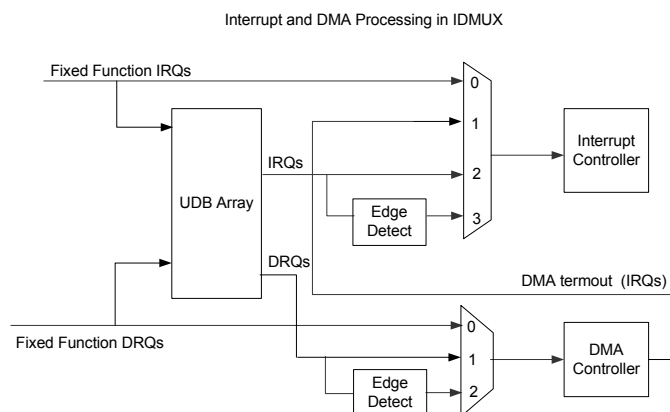 Interrupt and DMA Processing in IDMUX
Fixed Function IRQs
0
1
2
3
Interrupt
Controller
UDB Array
IRQs
Edge
Detect
DRQs
DMA termout (IRQs)
Fixed Function DRQs
0
1
2
Edge
Detect
DMA
Controller